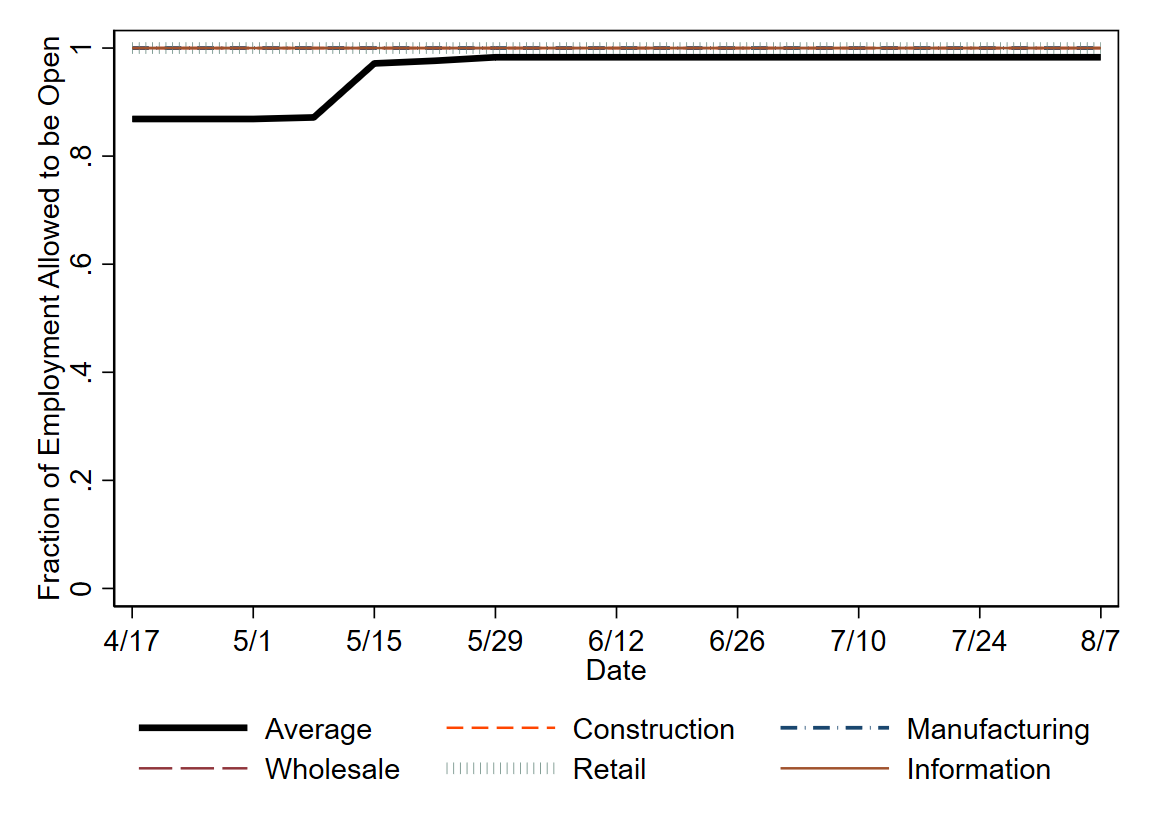 Fraction of Employment Allowed to be Open
1
.8
.6
.4
.2
0
4/17 5/1 5/15 5/29 6/12 6/26 7/10 7/24 8/7
Date
Average Construction Manufacturing
Wholesale Retail Information